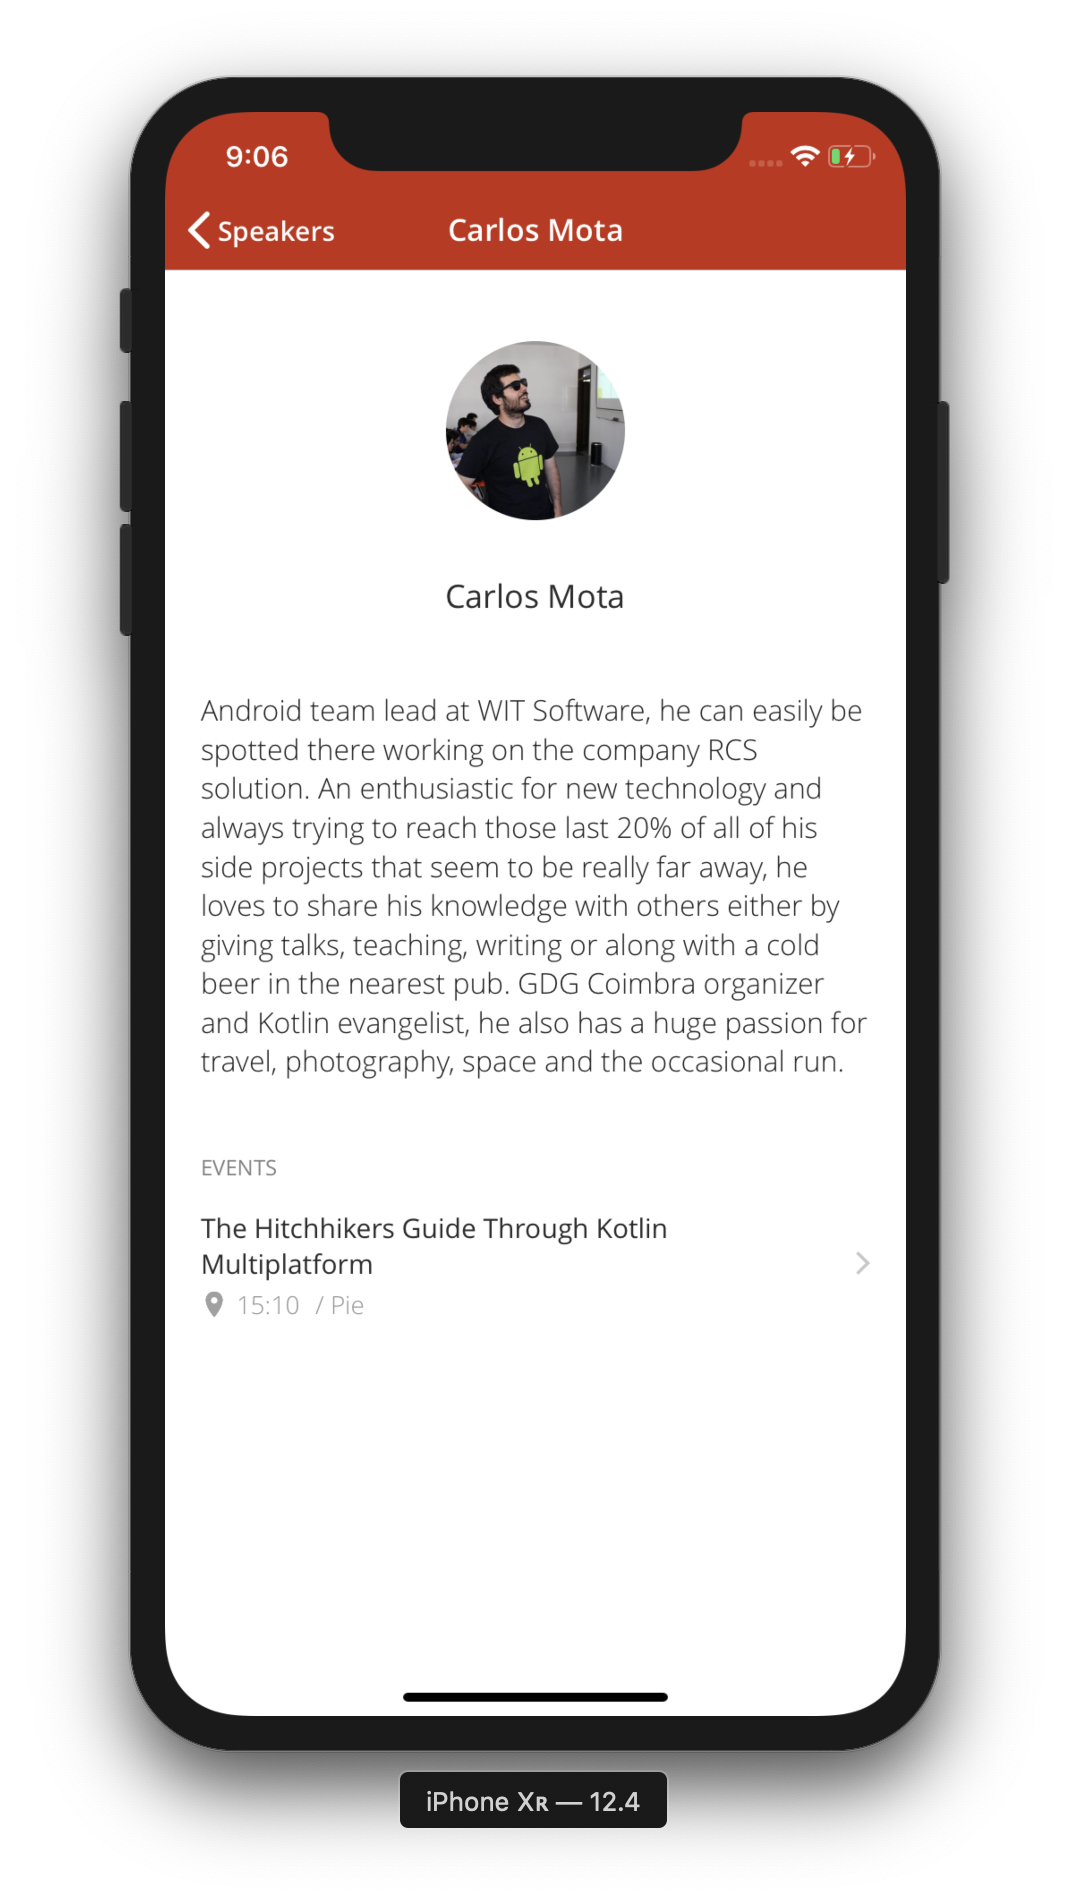 9:06
Speakers
Carlos Mota
Carlos Mota
Android team lead at WIT Software, he can easily be
spotted there working on the company RCS
solution. An enthusiastic for new technology and
always trying to reach those last 20% of all of his
side projects that seem to be really far away, he
loves to share his knowledge with others either by
giving talks, teaching, writing or along with a cold
beer in the nearest pub. GDG Coimbra organizer
and Kotlin evangelist, he also has a huge passion for
travel, photography, space and the occasional run.
EVENTS
The Hitchhikers Guide Through Kotlin
Multiplatform
15:10 / Pie
iPhone Xʀ — 12.4